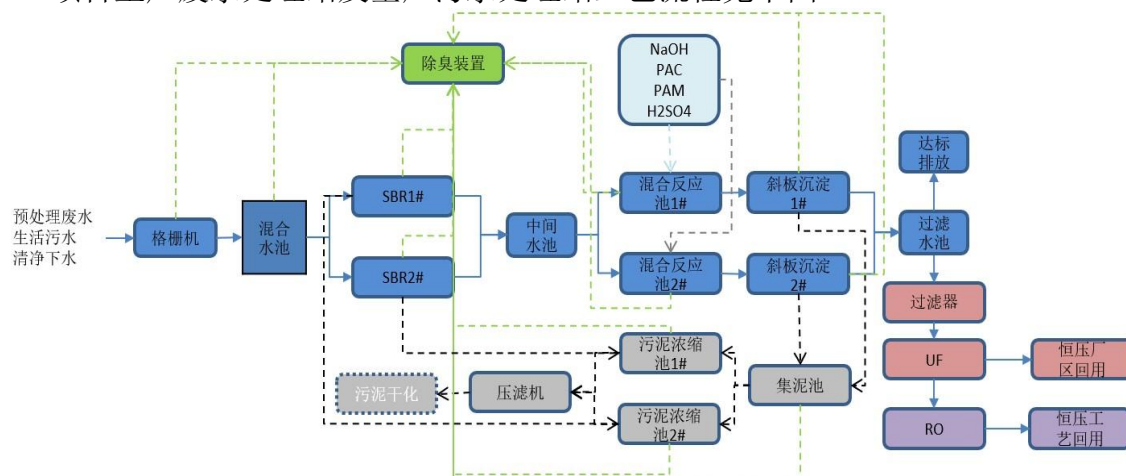 除臭装置
NaOH
PAC
PAM
H2SO4
达标
排放
预处理废水
生活污水
清净下水
格栅机
混合
水池
SBR1#
SBR2#
中间
水池
混合反应
池1#
混合反应
池2#
斜板沉淀
1#
斜板沉淀
2#
过滤
水池
过滤器
UF
恒压厂
区回用
RO
恒压工
艺回用
污泥浓缩
池1#
污泥浓缩
池2#
集泥池
压滤机
污泥干化